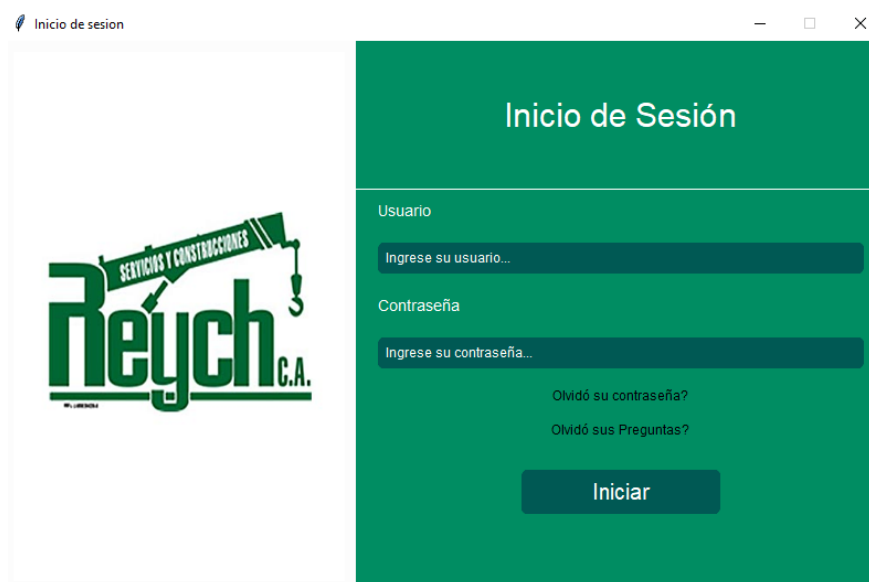 Inicio de sesion
SERVICIOS Y CONSTRUCCIONES
Reych C.A.
Inicio de Sesión
Usuario
Ingrese su usuario...
Contraseña
Ingrese su contraseña...
Olvidó su contraseña?
Olvidó sus Preguntas?
Iniciar